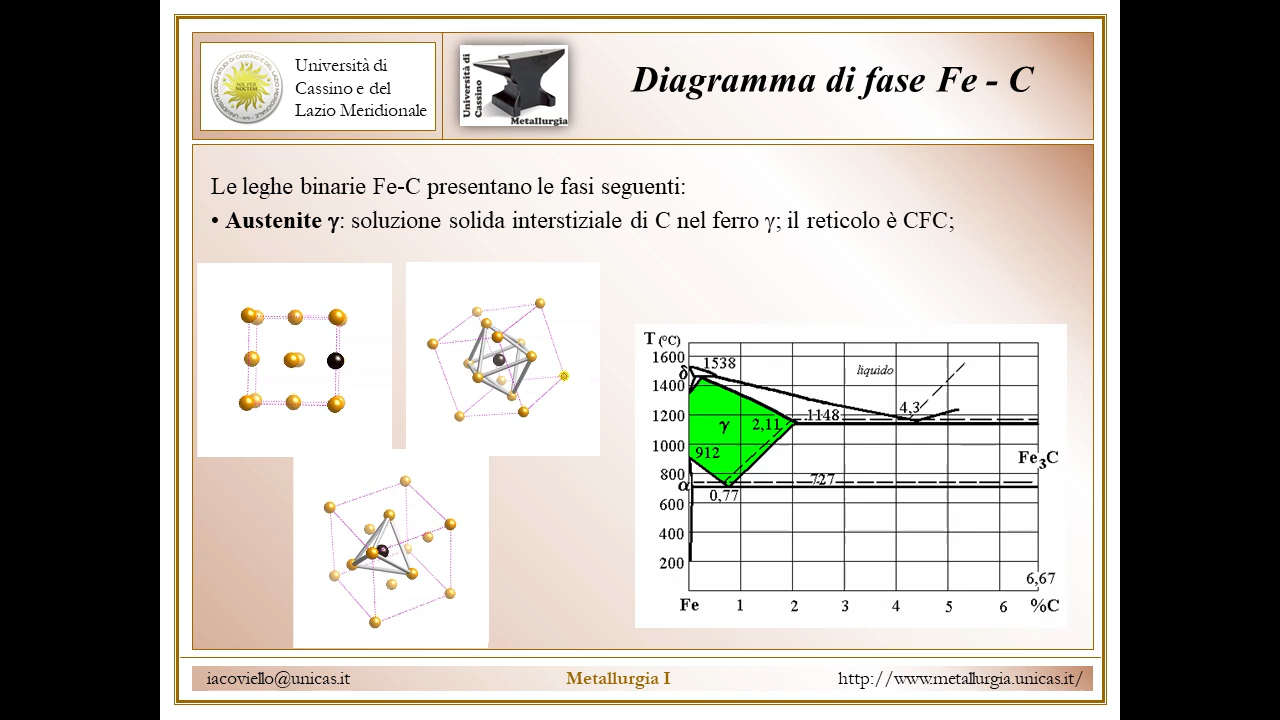 Università di
Cassino e del
Lazio Meridionale
Università di
Cassino
Metallurgia
Diagramma di fase Fe - C
Le leghe binarie Fe-C presentano le fasi seguenti:
• Austenite γ: soluzione solida interstiziale di C nel ferro γ; il reticolo è CFC;
T (°C)
1600
1538
liquido
δ
1400
4,3
1200
1148
γ
2,11
1000
912
Fe3C
800
727
α
0,77
600
400
200
6,67
Fe 1 2 3 4 5 6 %C
iacoviello@unicas.it
Metallurgia I
http://www.metallurgia.unicas.it/